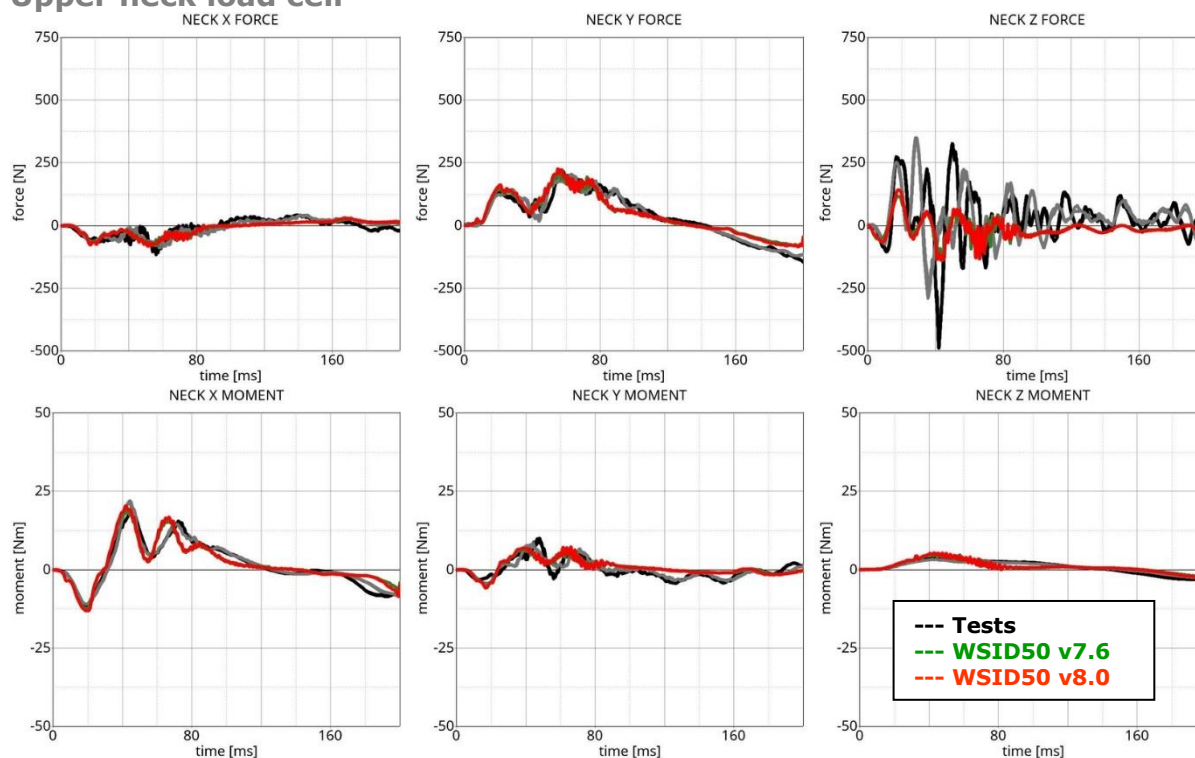 Upper neck load cell
NECK X FORCE
NECK Y FORCE
NECK Z FORCE
750
500
250
0
-250
-500
force [N]
0
80
160
time [ms]
750
500
250
0
-250
-500
force [N]
0
80
160
time [ms]
750
500
250
0
-250
-500
force [N]
0
80
160
time [ms]
NECK X MOMENT
NECK Y MOMENT
NECK Z MOMENT
50
25
0
-25
-50
moment [Nm]
0
80
160
time [ms]
50
25
0
-25
-50
moment [Nm]
0
80
160
time [ms]
50
25
0
-25
-50
moment [Nm]
0
80
160
time [ms]
--- Tests
--- WSID50 v7.6
--- WSID50 v8.0